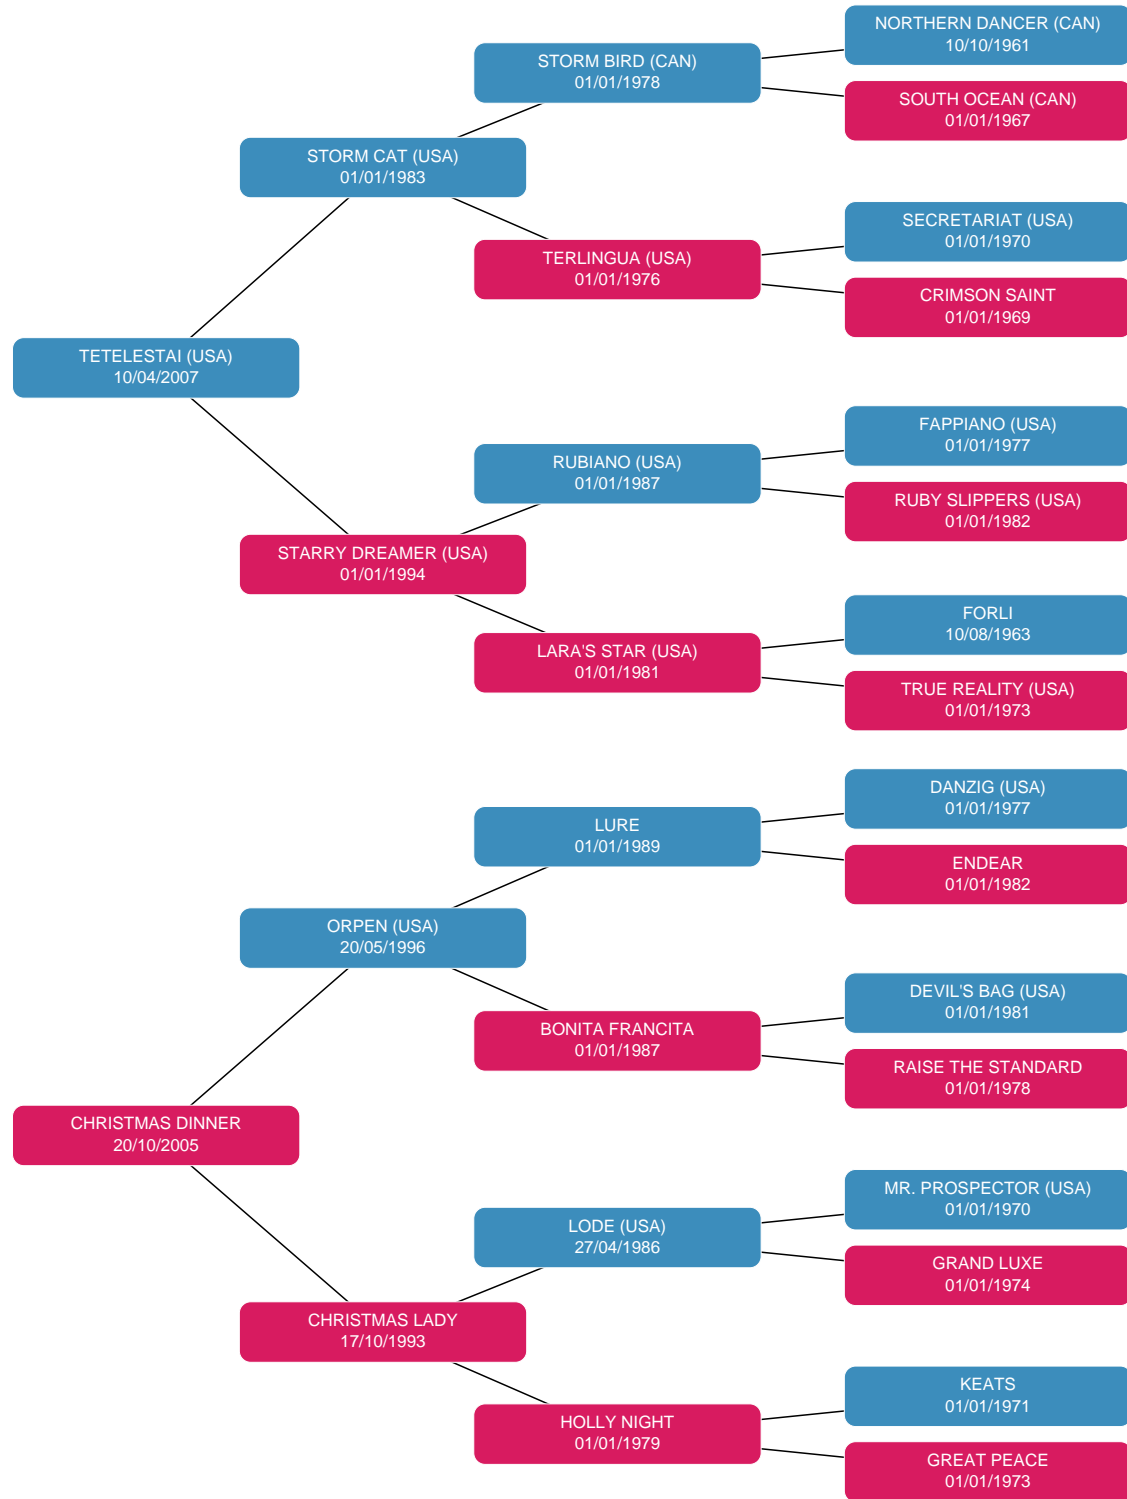 NORTHERN DANCER (CAN)
10/10/1961
STORM BIRD (CAN)
01/01/1978
SOUTH OCEAN (CAN)
01/01/1967
STORM CAT (USA)
01/01/1983
SECRETARIAT (USA)
01/01/1970
TERLINGUA (USA)
01/01/1976
CRIMSON SAINT
01/01/1969
TETELESTAI (USA)
10/04/2007
FAPPIANO (USA)
01/01/1977
RUBIANO (USA)
01/01/1987
RUBY SLIPPERS (USA)
01/01/1982
STARRY DREAMER (USA)
01/01/1994
FORLI
10/08/1963
LARA'S STAR (USA)
01/01/1981
TRUE REALITY (USA)
01/01/1973
DANZIG (USA)
01/01/1977
LURE
01/01/1989
ENDEAR
01/01/1982
ORPEN (USA)
20/05/1996
DEVIL'S BAG (USA)
01/01/1981
BONITA FRANCITA
01/01/1987
RAISE THE STANDARD
01/01/1978
CHRISTMAS DINNER
20/10/2005
MR. PROSPECTOR (USA)
01/01/1970
LODE (USA)
27/04/1986
GRAND LUXE
01/01/1974
CHRISTMAS LADY
17/10/1993
KEATS
01/01/1971
HOLLY NIGHT
01/01/1979
GREAT PEACE
01/01/1973